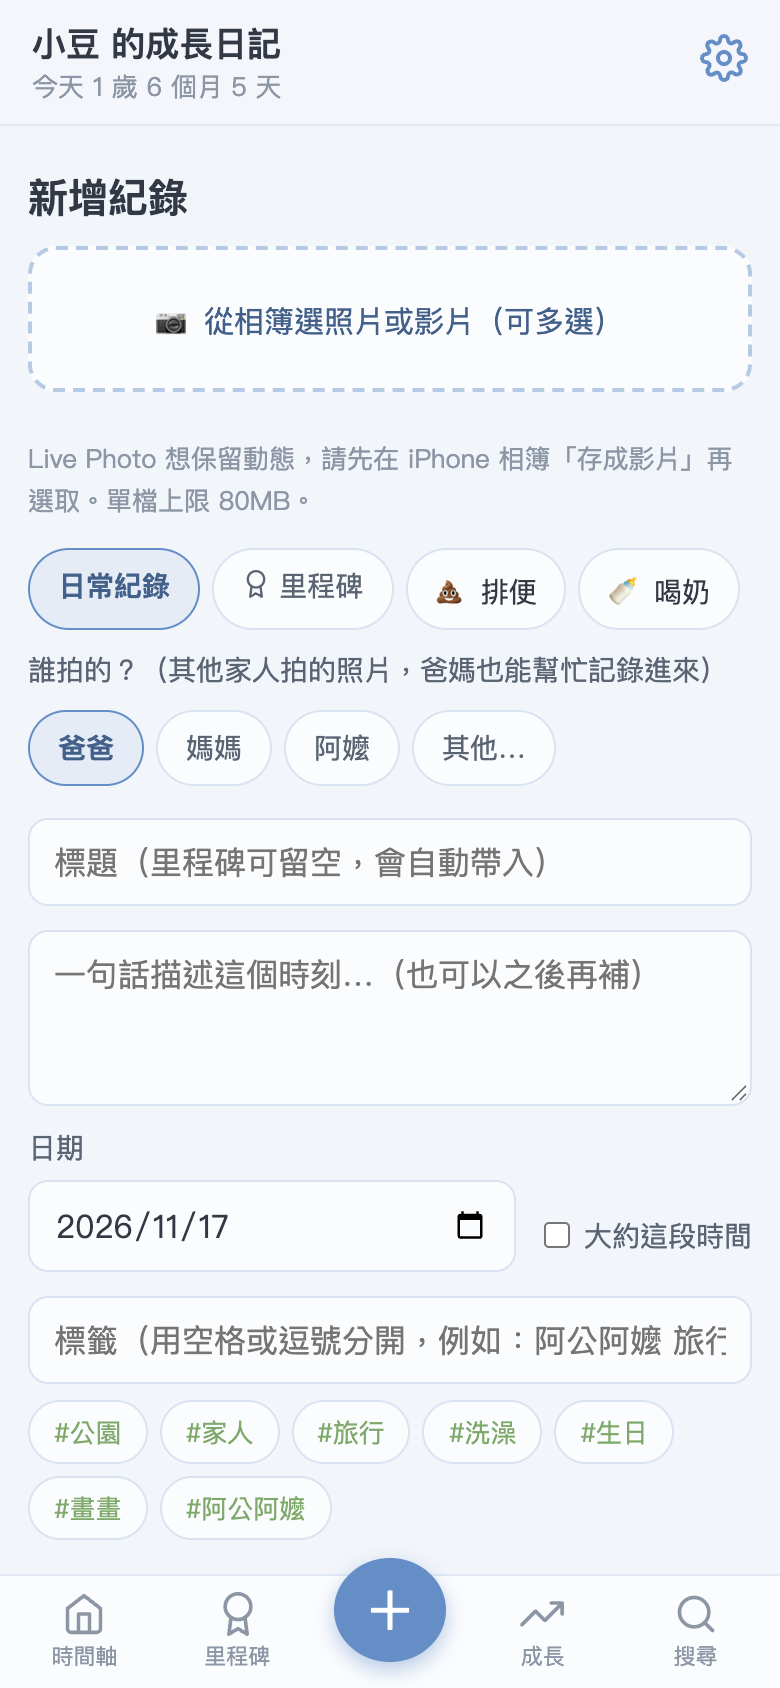 小豆 的成長日記
今天 1 歲 6 個月 5 天
新增紀錄
從相簿選照片或影片（可多選）
Live Photo 想保留動態，請先在 iPhone 相簿「存成影片」再
選取。單檔上限 80MB。
日常紀錄 里程碑 排便 喝奶
誰拍的？（其他家人拍的照片，爸媽也能幫忙記錄進來）
爸爸 媽媽 阿嬤 其他...
標題（里程碑可留空，會自動帶入）
一句話描述這個時刻...（也可以之後再補）
日期
2026/11/17 大約這段時間
標籤（用空格或逗號分開，例如：阿公阿嬤 旅行
#公園 #家人 #旅行 #洗澡 #生日
#畫畫 #阿公阿嬤
時間軸 里程碑 成長 搜尋